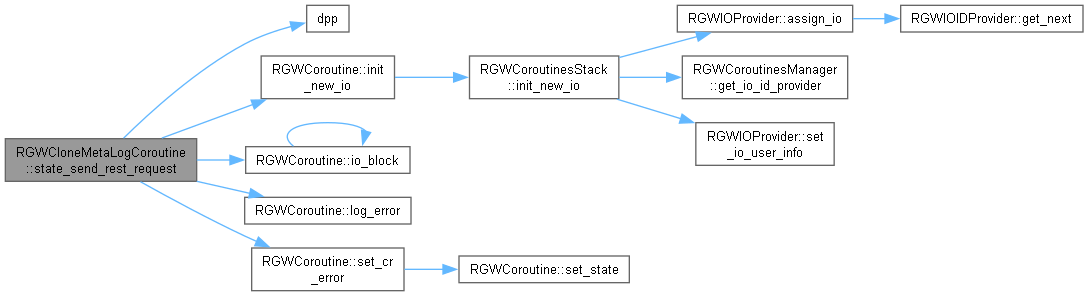 dpp
RGWIOProvider::assign_io
RGWIOIDProvider::get_next
RGWCoroutine::init
_new_io
RGWCoroutinesStack
::init_new_io
RGWCoroutinesManager
::get_io_id_provider
RGWCloneMetaLogCoroutine
::state_send_rest_request
RGWCoroutine::io_block
RGWIOProvider::set
_io_user_info
RGWCoroutine::log_error
RGWCoroutine::set_cr
_error
RGWCoroutine::set_state